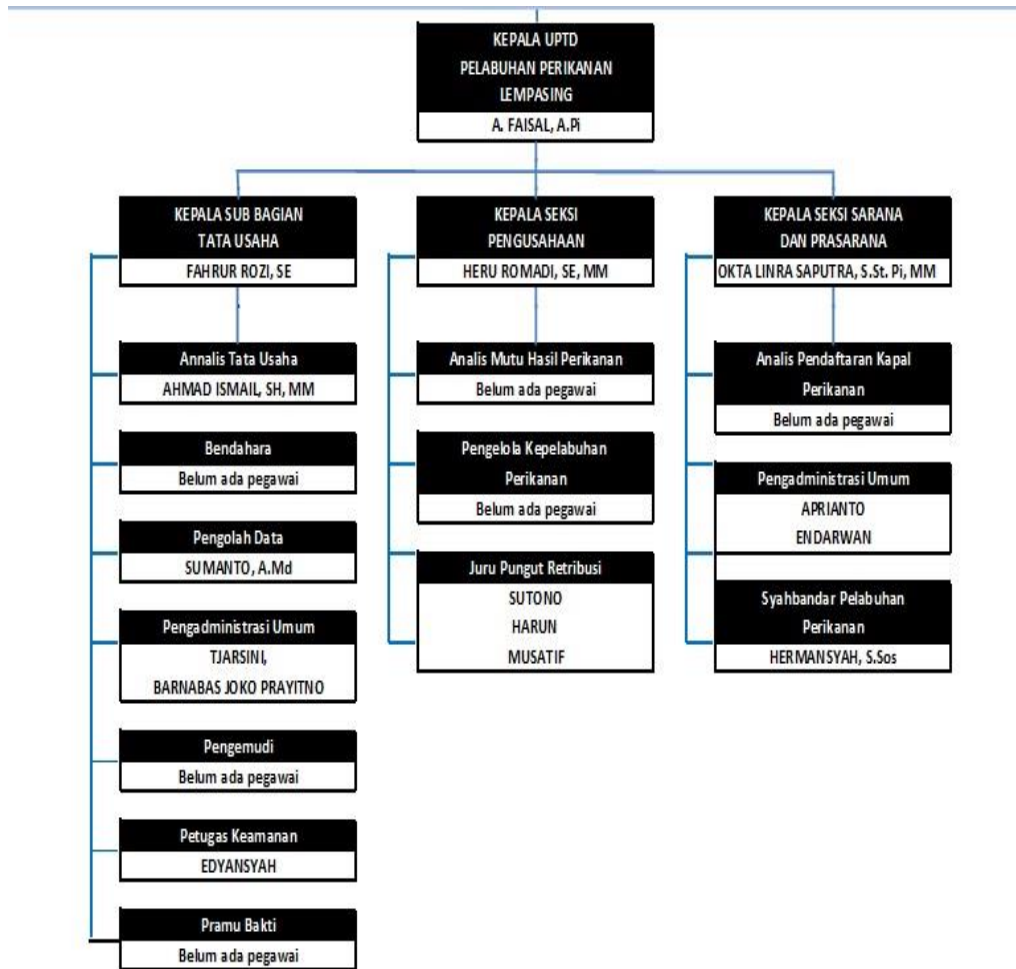 KEPALA UPTD
PELABUHAN PERIKANAN
LEMPASING
A. FAISAL, A.Pi
KEPALA SUB BAGIAN
TATA USAHA
FAHRUR ROZI, SE
Annalis Tata Usaha
AHMAD ISMAIL, SH, MM
Bendahara
Belum ada pegawai
Pengolah Data
SUMANTO, A.Md
Pengadministrasi Umum
TJARSINI,
BARNABAS JOKO PRAYITNO
Pengemudi
Belum ada pegawai
Petugas Keamanan
EDYANSYAH
Pramu Bakti
Belum ada pegawai
KEPALA SEKSI
PENGUSAHAAN
HERU ROMADI, SE, MM
Analis Mutu Hasil Perikanan
Belum ada pegawai
Pengelola Kepelabuhan
Perikanan
Belum ada pegawai
Juru Pungut Retribusi
SUTONO
HARUN
MUSATIF
KEPALA SEKSI SARANA
DAN PRASARANA
OKTA LINRA SAPUTRA, S.St. Pi, MM
Analis Pendaftaran Kapal
Perikanan
Belum ada pegawai
Pengadministrasi Umum
APRIANTO
ENDARWAN
Syahbandar Pelabuhan
Perikanan
HERMANSYAH, S.Sos